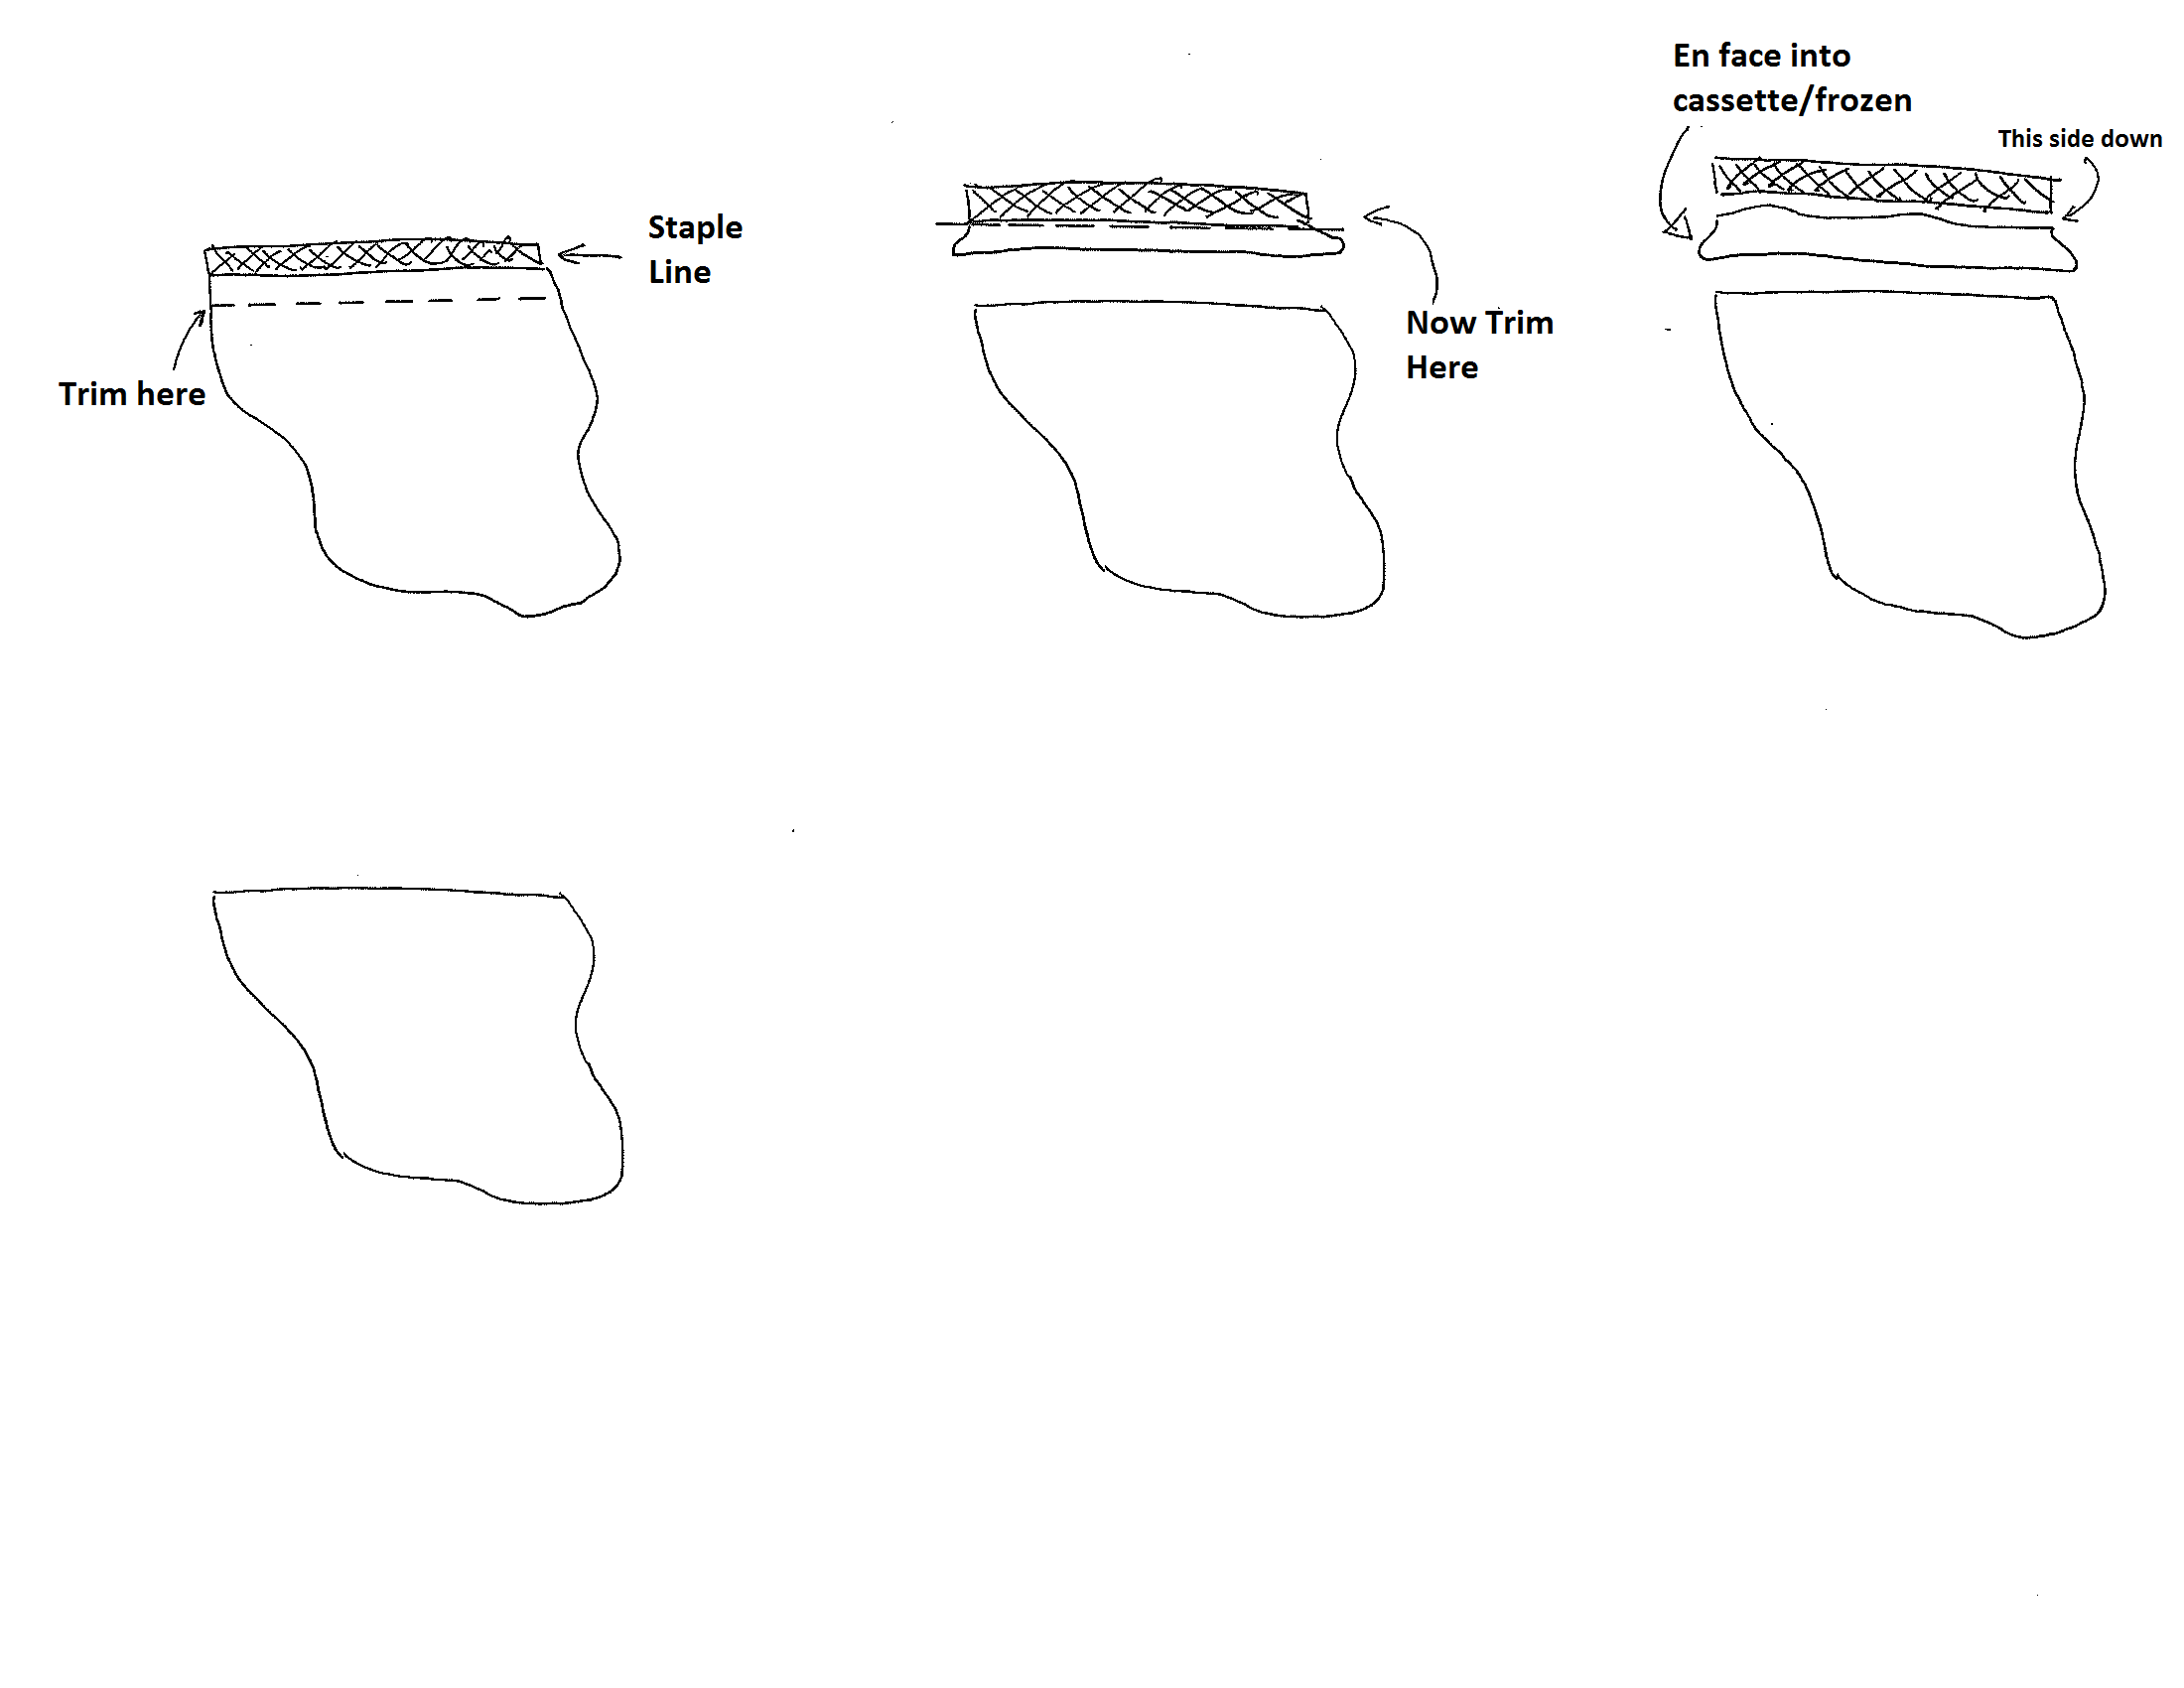 En face into
cassette/frozen
This side down
Staple
Line
Now Trim
Here
Trim here